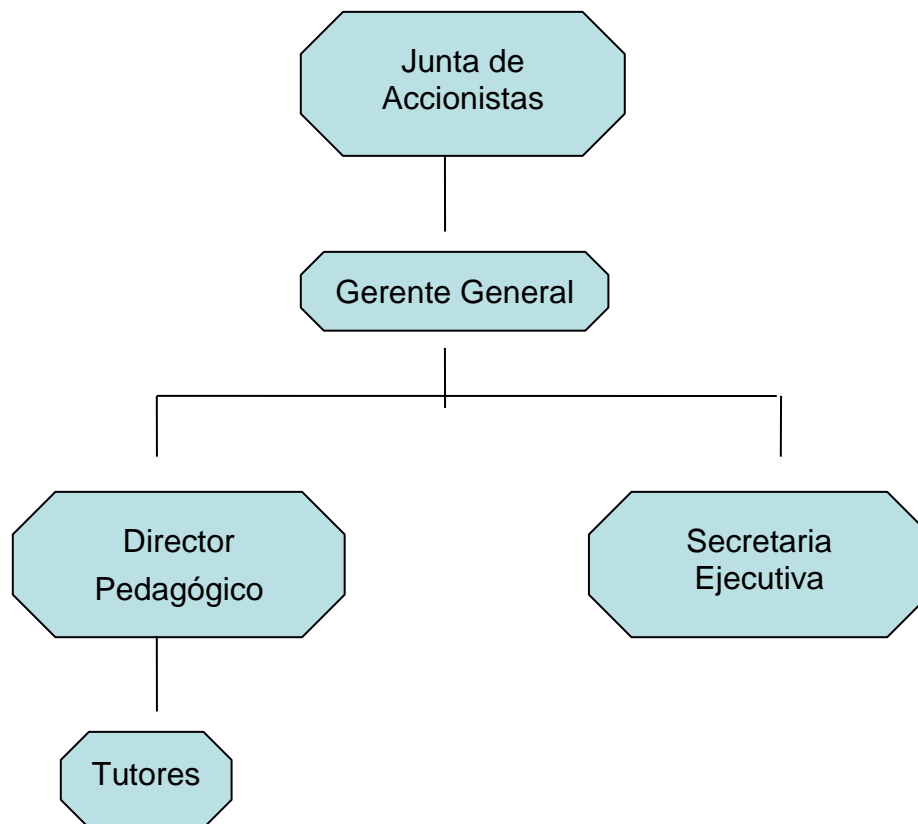 Junta de
Accionistas
Gerente General
Director
Pedagógico
Secretaria
Ejecutiva
Tutores